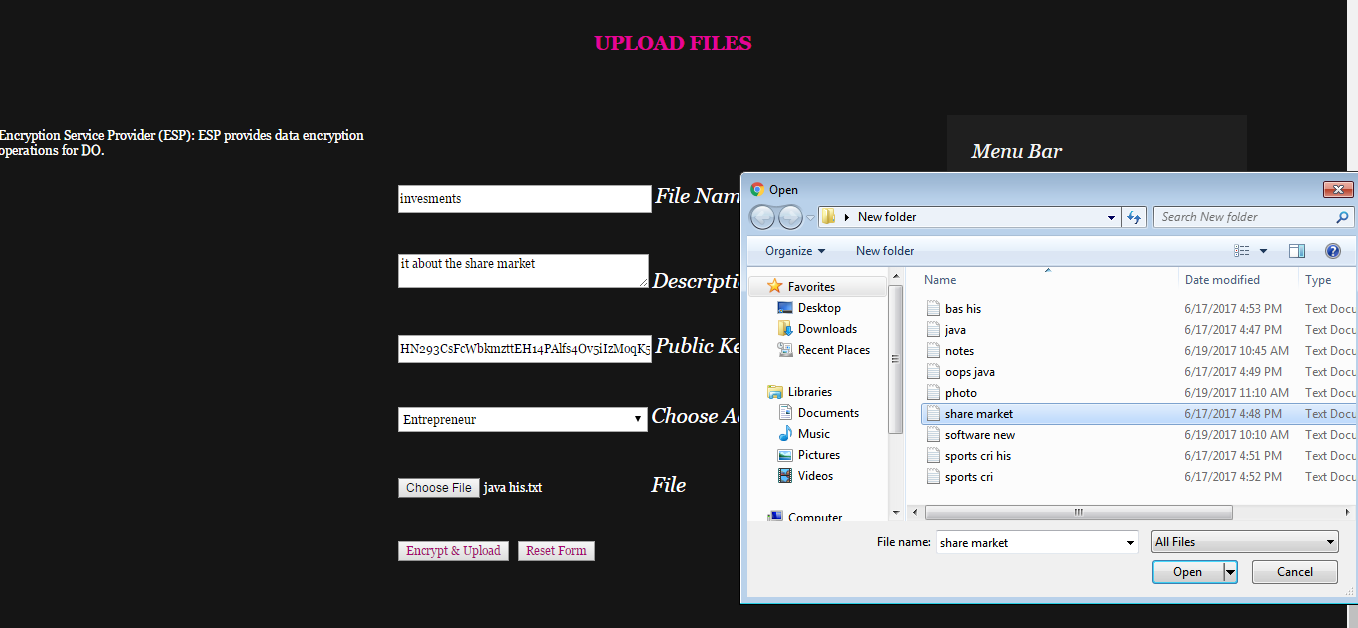 UPLOAD FILES
Encryption Service Provider (ESP): ESP provides data encryption
operations for DO.
Menu Bar
invesments
File Nam
it about the share market
Descripti
HN293CsFcWbkmzttEH14PAlfs4Ov5iIzMoqK5
Public Ke
Entrepreneur
Choose A
Choose File java his.txt
File
Encrypt & Upload Reset Form
Open
New folder
Search New folder
Organize New folder
Favorites
Desktop
Downloads
Recent Places
Libraries
Documents
Music
Pictures
Videos
Computer
Name Date modified Type
bas his 6/17/2017 4:53 PM Text Docu
java 6/17/2017 4:47 PM Text Docu
notes 6/19/2017 10:45 AM Text Docu
oops java 6/17/2017 4:49 PM Text Docu
photo 6/19/2017 11:10 AM Text Docu
share market 6/17/2017 4:48 PM Text Docu
software new 6/19/2017 10:10 AM Text Docu
sports cri his 6/17/2017 4:51 PM Text Docu
sports cri 6/17/2017 4:52 PM Text Docu
File name: share market All Files
Open Cancel